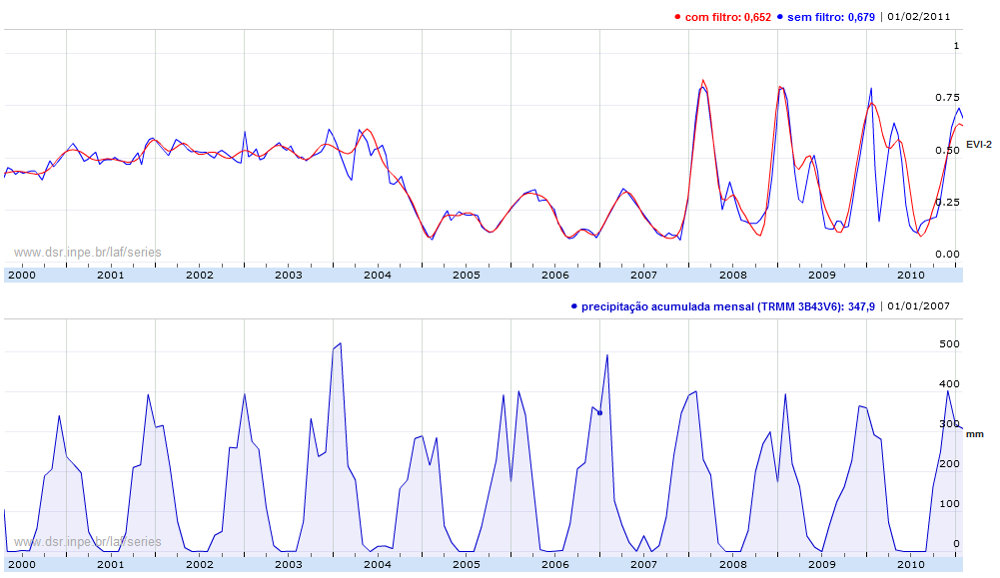 com filtro: 0,652 sem filtro: 0,679 | 01/02/2011
1
0.75
0.50
EVI-2
0.25
www.dsr.inpe.br/laf/series
0.00
2000 2001 2002 2003 2004 2005 2006 2007 2008 2009 2010
precipitação acumulada mensal (TRMM 3B43V6): 347,9 | 01/01/2007
500
400
300
mm
200
100
www.dsr.inpe.br/laf/series
0
2000 2001 2002 2003 2004 2005 2006 2007 2008 2009 2010